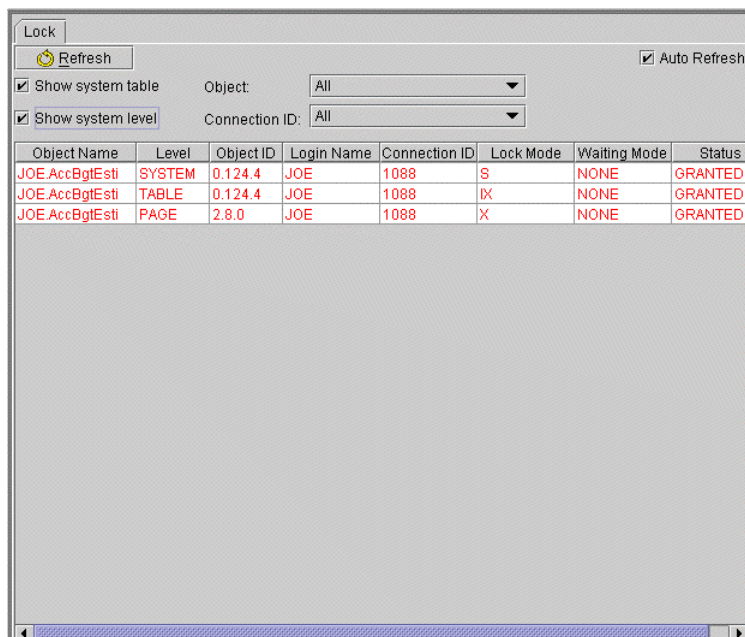 Lock
Refresh
Auto Refresh
Show system table Object: All
Show system level Connection ID: All
Object Name Level Object ID Login Name Connection ID Lock Mode Waiting Mode Status
JOE.AccBgtEsti SYSTEM 0.124.4 JOE 1088 S NONE GRANTED
JOE.AccBgtEsti TABLE 0.124.4 JOE 1088 IX NONE GRANTED
JOE.AccBgtEsti PAGE 2.8.0 JOE 1088 X NONE GRANTED